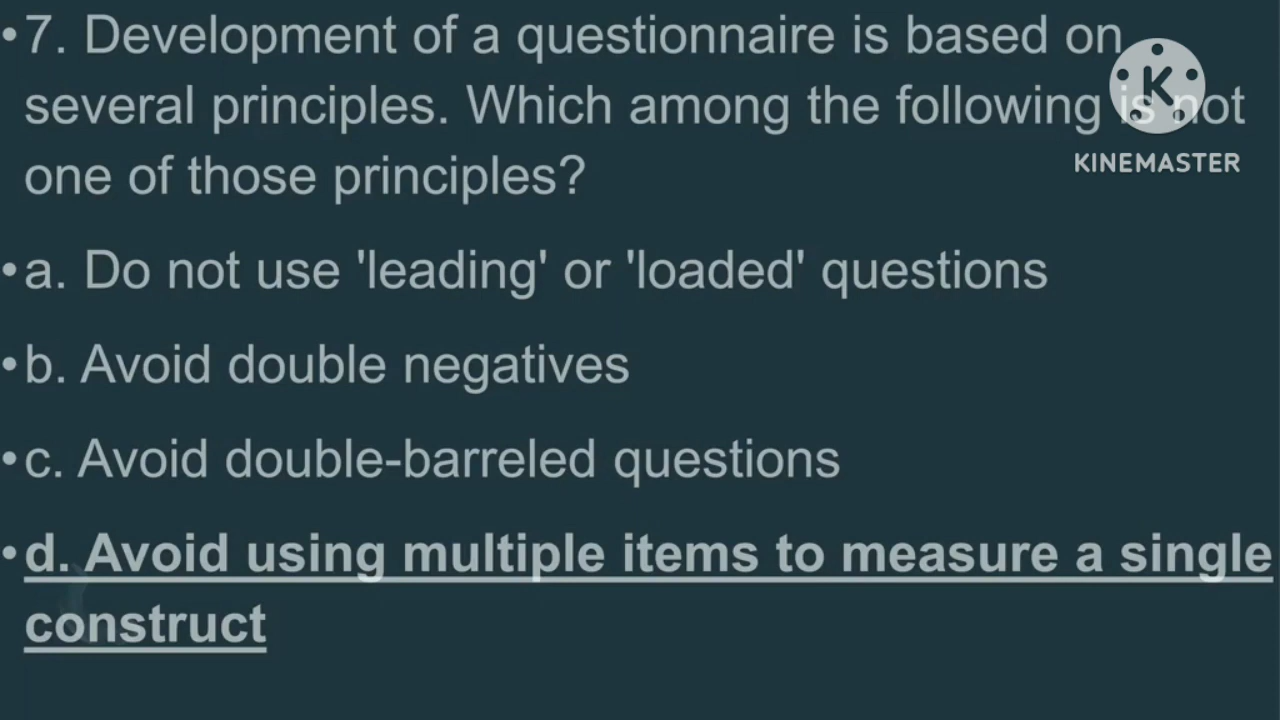 •7. Development of a questionnaire is based on
several principles. Which among the following is not
one of those principles?
•a. Do not use 'leading' or 'loaded' questions
•b. Avoid double negatives
•c. Avoid double-barreled questions
•d. Avoid using multiple items to measure a single
construct
K
KINEMASTER